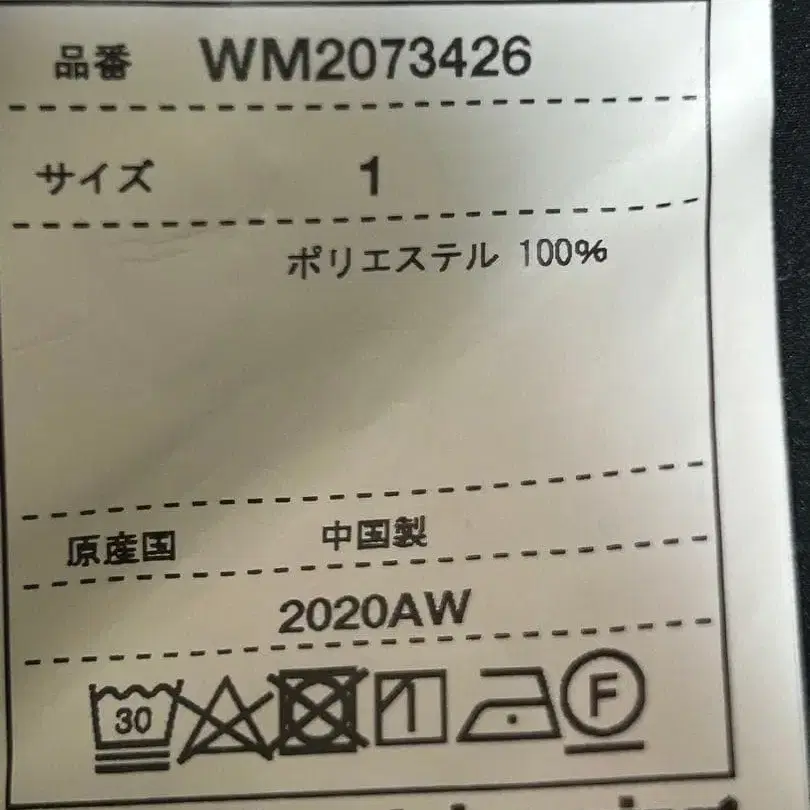 品番 WM2073426
サイズ 1
ポリエステル 100%
原産国 中国製
2020AW
30 F